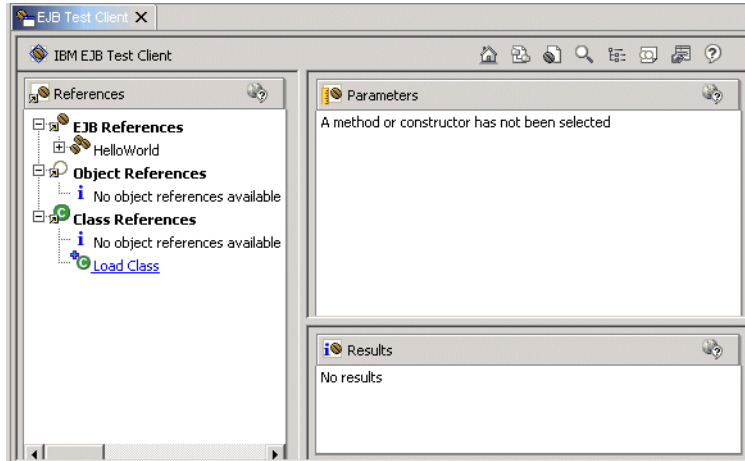 EJB Test Client
IBM EJB Test Client
References
EJB References
HelloWorld
Object References
No object references available
Class References
No object references available
Load Class
Parameters
A method or constructor has not been selected
Results
No results